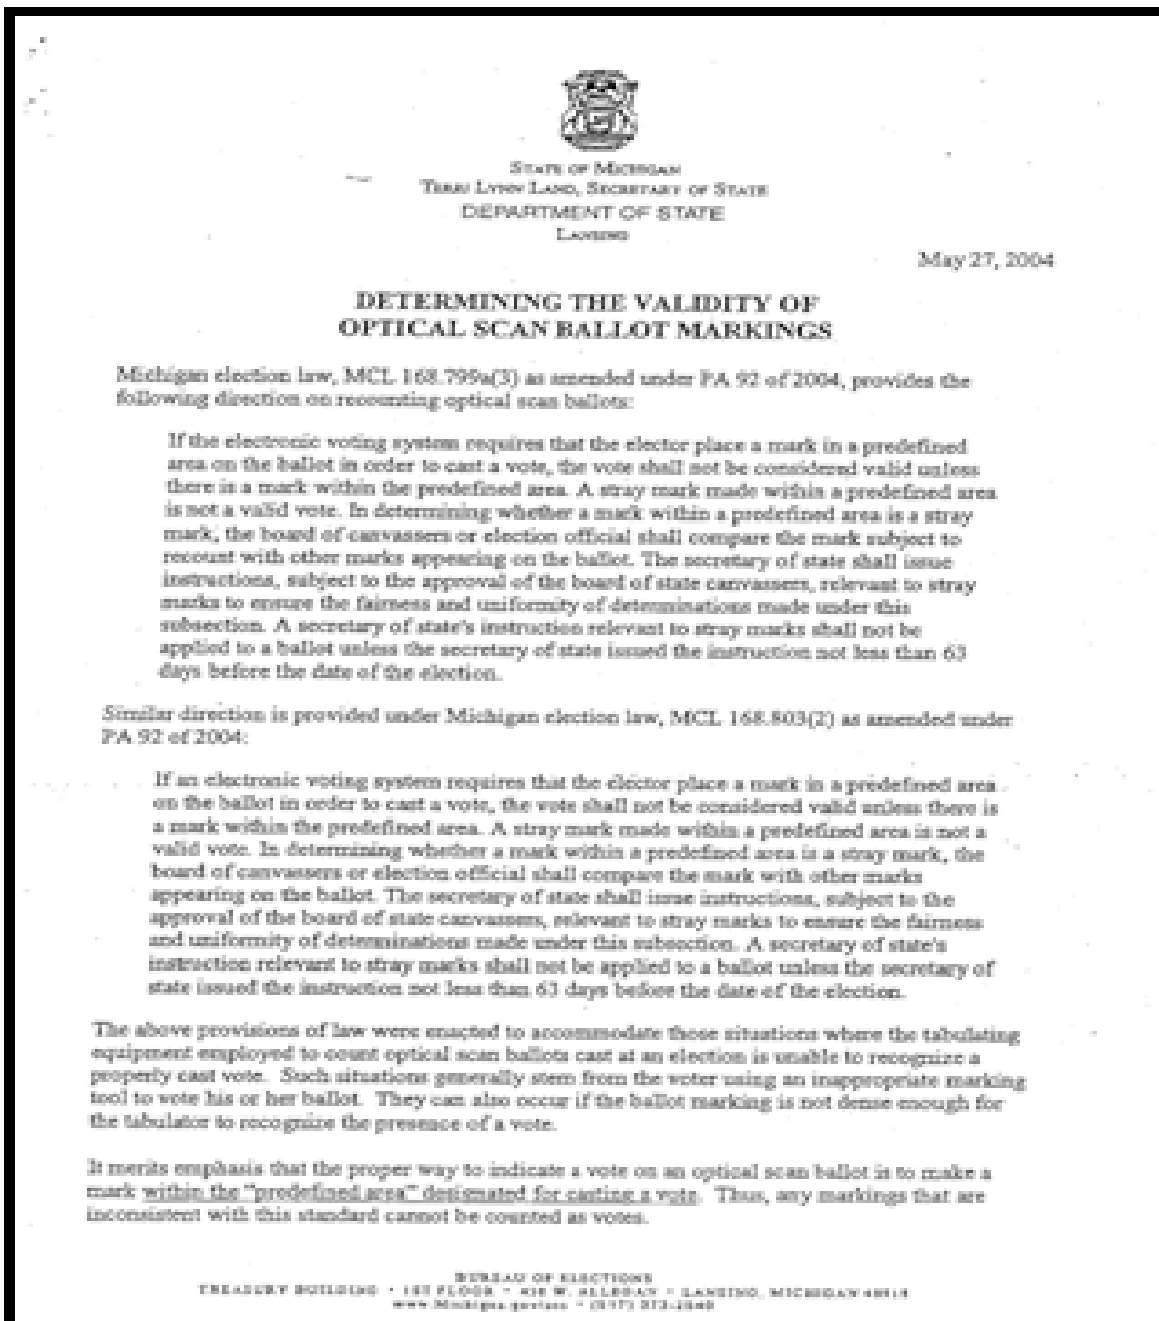 STATE OF MICHIGAN
TERRI LYNN LAND, SECRETARY OF STATE
DEPARTMENT OF STATE
LANSING
May 27, 2004
DETERMINING THE VALIDITY OF
OPTICAL SCAN BALLOT MARKINGS
Michigan election law, MCL 168.799a(3) as amended under PA 92 of 2004, provides the
following direction on recounting optical scan ballots:
If the electronic voting system requires that the elector place a mark in a predefined
area on the ballot in order to cast a vote, the vote shall not be considered valid unless
there is a mark within the predefined area. A stray mark made within a predefined area
is not a valid vote. In determining whether a mark within a predefined area is a stray
mark, the board of canvassers or election official shall compare the mark subject to
recount with other marks appearing on the ballot. The secretary of state shall issue
instructions, subject to the approval of the board of state canvassers, relevant to stray
marks to ensure the fairness and uniformity of determinations made under this
subsection. A secretary of state's instruction relevant to stray marks shall not be
applied to a ballot unless the secretary of state issued the instruction not less than 63
days before the date of the election.
Similar direction is provided under Michigan election law, MCL 168.803(2) as amended under
PA 92 of 2004:
If an electronic voting system requires that the elector place a mark in a predefined area
on the ballot in order to cast a vote, the vote shall not be considered valid unless there is
a mark within the predefined area. A stray mark made within a predefined area is not a
valid vote. In determining whether a mark within a predefined area is a stray mark, the
board of canvassers or election official shall compare the mark with other marks
appearing on the ballot. The secretary of state shall issue instructions, subject to the
approval of the board of state canvassers, relevant to stray marks to ensure the fairness
and uniformity of determinations made under this subsection. A secretary of state's
instruction relevant to stray marks shall not be applied to a ballot unless the secretary of
state issued the instruction not less than 63 days before the date of the election.
The above provisions of law were enacted to accommodate those situations where the tabulating
equipment employed to count optical scan ballots cast at an election is unable to recognize a
properly cast vote. Such situations generally stem from the voter using an inappropriate marking
tool to vote his or her ballot. They can also occur if the ballot marking is not dense enough for
the tabulator to recognize the presence of a vote.
It merits emphasis that the proper way to indicate a vote on an optical scan ballot is to make a
mark within the "predefined area" designated for casting a vote. Thus, any markings that are
inconsistent with this standard cannot be counted as votes.
BUREAU OF ELECTIONS
TREASURY BUILDING • 1ST FLOOR • 430 W. ALLEGAN • LANSING, MICHIGAN 48918
www.Michigan.gov/sos • (517) 373-2540